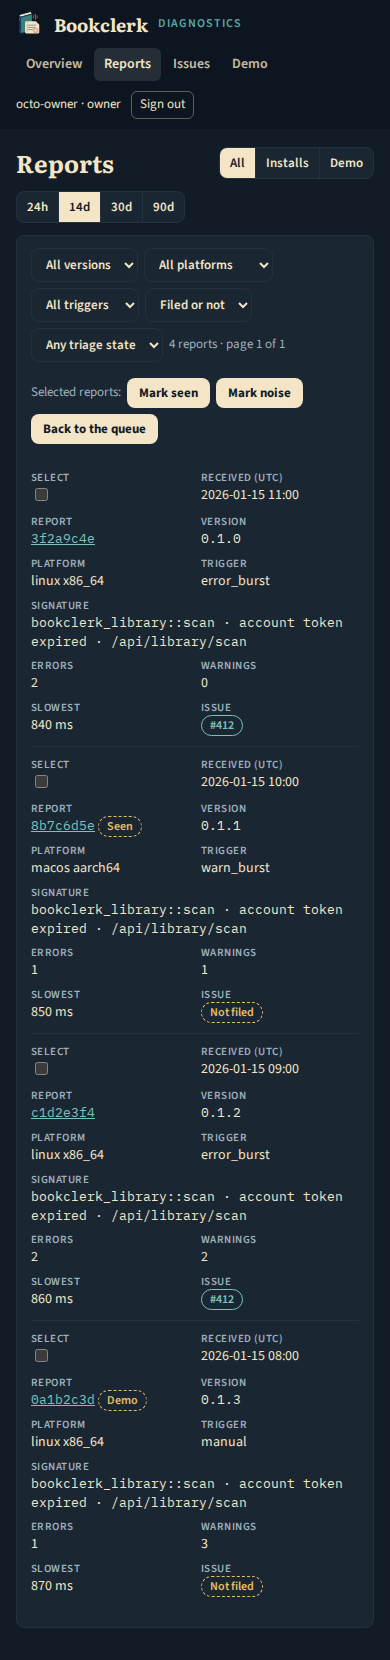 Bookclerk DIAGNOSTICS
Overview Reports Issues Demo
octo-owner · owner Sign out
Reports All Installs Demo
24h 14d 30d 90d
All versions All platforms
All triggers Filed or not
Any triage state 4 reports · page 1 of 1
Selected reports: Mark seen Mark noise
Back to the queue
SELECT RECEIVED (UTC)
2026-01-15 11:00
REPORT VERSION
3f2a9c4e 0.1.0
PLATFORM TRIGGER
linux x86_64 error_burst
SIGNATURE
bookclerk_library::scan · account token
expired · /api/library/scan
ERRORS WARNINGS
2 0
SLOWEST ISSUE
840 ms #412
SELECT RECEIVED (UTC)
2026-01-15 10:00
REPORT VERSION
8b7c6d5e Seen 0.1.1
PLATFORM TRIGGER
macos aarch64 warn_burst
SIGNATURE
bookclerk_library::scan · account token
expired · /api/library/scan
ERRORS WARNINGS
1 1
SLOWEST ISSUE
850 ms Not filed
SELECT RECEIVED (UTC)
2026-01-15 09:00
REPORT VERSION
c1d2e3f4 0.1.2
PLATFORM TRIGGER
linux x86_64 error_burst
SIGNATURE
bookclerk_library::scan · account token
expired · /api/library/scan
ERRORS WARNINGS
2 2
SLOWEST ISSUE
860 ms #412
SELECT RECEIVED (UTC)
2026-01-15 08:00
REPORT VERSION
0a1b2c3d Demo 0.1.3
PLATFORM TRIGGER
linux x86_64 manual
SIGNATURE
bookclerk_library::scan · account token
expired · /api/library/scan
ERRORS WARNINGS
1 3
SLOWEST ISSUE
870 ms Not filed